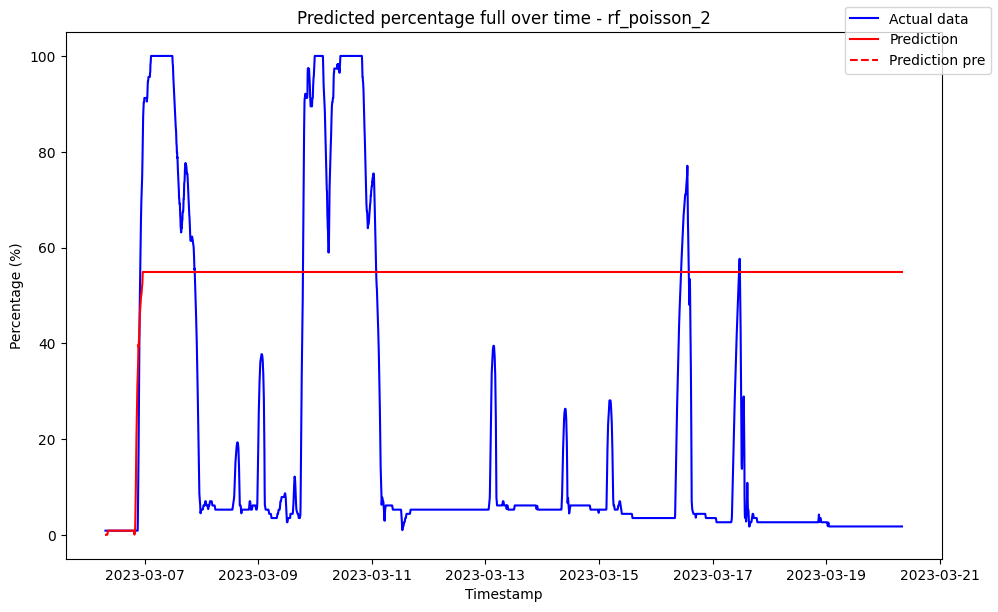 Predicted percentage full over time - rf_poisson_2
Actual data
Prediction
Prediction pre
100
80
60
40
20
0
Percentage (%)
2023-03-07
2023-03-09
2023-03-11
2023-03-13
2023-03-15
2023-03-17
2023-03-19
2023-03-21
Timestamp